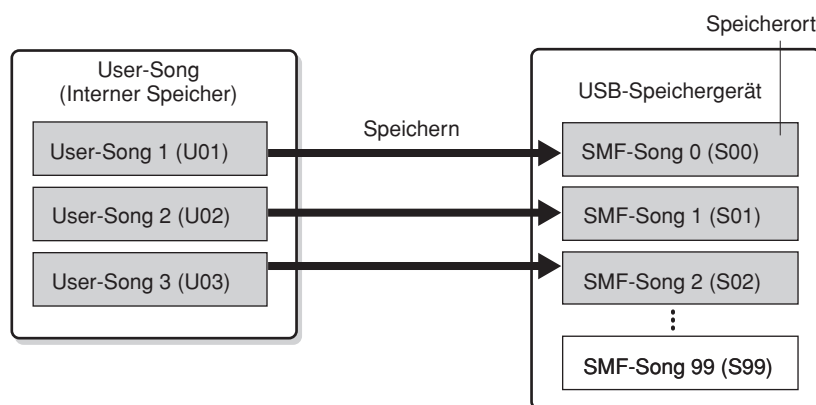 Speicherort
User-Song
(Interner Speicher)
User-Song 1 (U01)
User-Song 2 (U02)
User-Song 3 (U03)
Speichern
USB-Speichergerät
SMF-Song 0 (S00)
SMF-Song 1 (S01)
SMF-Song 2 (S02)
SMF-Song 99 (S99)